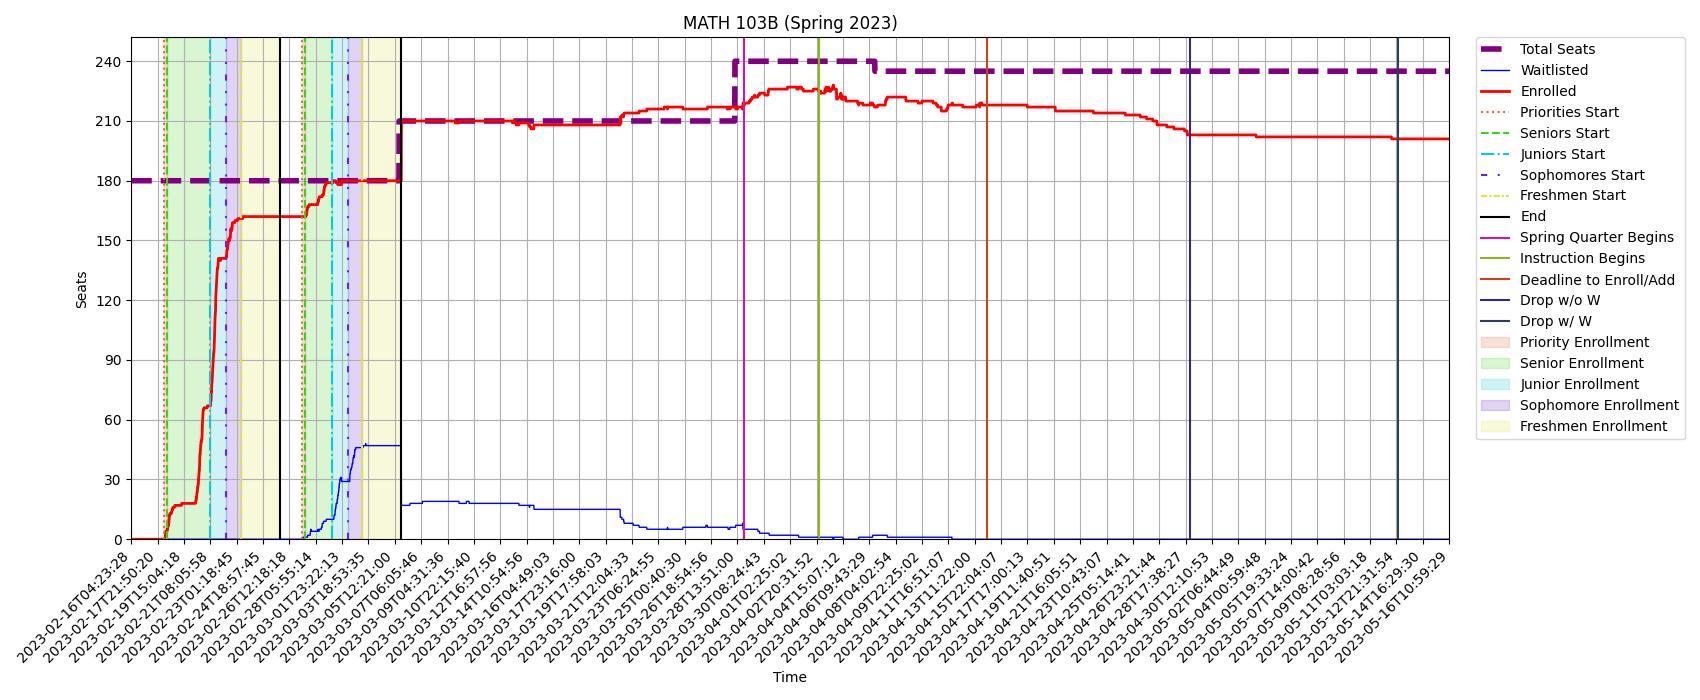 MATH 103B (Spring 2023)
Seats
240
210
180
150
120
90
60
30
0
2023-02-16T04:23:28
2023-02-17T21:50:20
2023-02-19T15:04:18
2023-02-21T08:05:58
2023-02-23T01:18:45
2023-02-24T18:57:45
2023-02-26T12:18:18
2023-02-28T05:55:14
2023-03-01T23:22:13
2023-03-03T18:53:35
2023-03-05T12:21:00
2023-03-07T06:05:46
2023-03-09T04:31:36
2023-03-10T22:15:40
2023-03-12T16:57:56
2023-03-14T10:54:56
2023-03-16T04:49:03
2023-03-17T23:16:00
2023-03-19T17:58:03
2023-03-21T12:04:33
2023-03-23T06:24:55
2023-03-25T00:40:30
2023-03-26T18:54:56
2023-03-28T13:51:00
2023-03-30T08:24:43
2023-04-01T02:25:02
2023-04-02T20:31:52
2023-04-04T15:07:12
2023-04-06T09:43:29
2023-04-08T04:02:54
2023-04-09T22:25:02
2023-04-11T16:51:07
2023-04-13T11:22:00
2023-04-15T22:04:07
2023-04-17T17:00:13
2023-04-19T11:40:51
2023-04-21T16:05:51
2023-04-23T10:43:07
2023-04-25T05:14:41
2023-04-26T23:21:44
2023-04-28T17:38:27
2023-04-30T12:10:53
2023-05-02T06:44:49
2023-05-04T00:59:48
2023-05-05T19:33:24
2023-05-07T14:00:42
2023-05-09T08:28:56
2023-05-11T03:03:18
2023-05-12T21:31:54
2023-05-14T16:29:30
2023-05-16T10:59:29
Time
Total Seats
Waitlisted
Enrolled
Priorities Start
Seniors Start
Juniors Start
Sophomores Start
Freshmen Start
End
Spring Quarter Begins
Instruction Begins
Deadline to Enroll/Add
Drop w/o W
Drop w/ W
Priority Enrollment
Senior Enrollment
Junior Enrollment
Sophomore Enrollment
Freshmen Enrollment